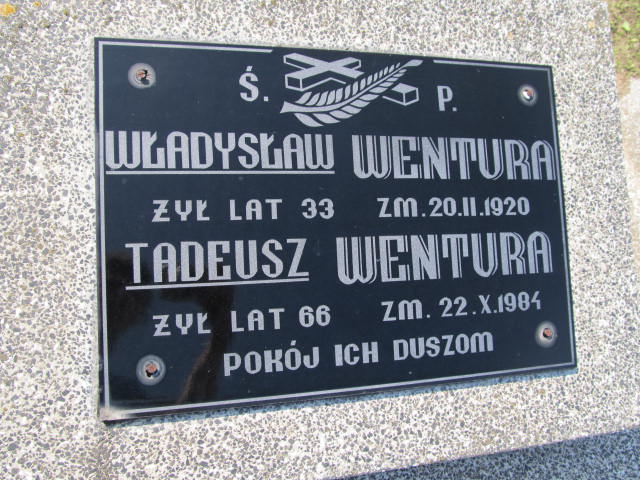 Ś. P.
WŁADYSŁAW WENTURA
ŻYŁ LAT 33 ZM. 20.II.1920
TADEUSZ WENTURA
ŻYŁ LAT 66 ZM. 22.X.1984
POKÓJ ICH DUSZOM